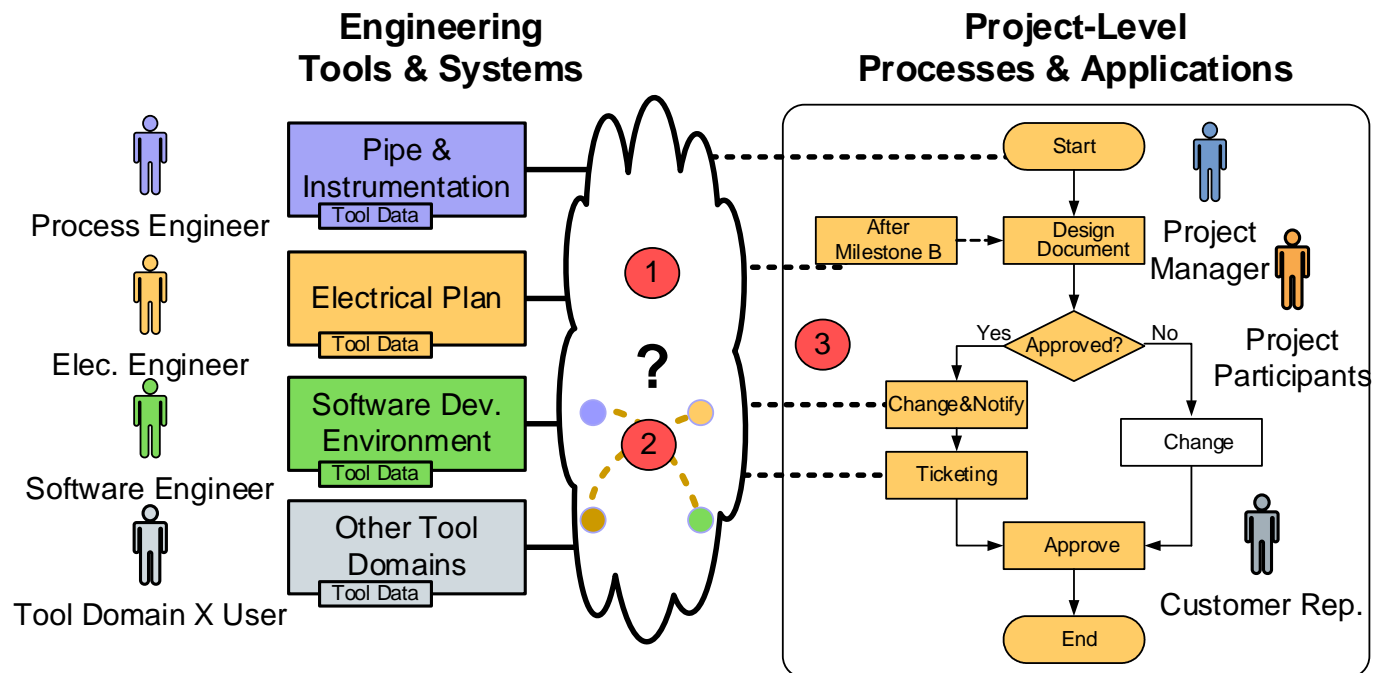 Engineering
Tools & Systems
Project-Level
Processes & Applications
Process Engineer
Pipe &
Instrumentation
Tool Data
Elec. Engineer
Electrical Plan
Tool Data
Software Engineer
Software Dev.
Environment
Tool Data
Tool Domain X User
Other Tool
Domains
Tool Data
1
?
2
3
Start
After
Milestone B
Design
Document
Project
Manager
Project
Participants
Approved?
Yes
No
Change&Notify
Change
Ticketing
Approve
Customer Rep.
End